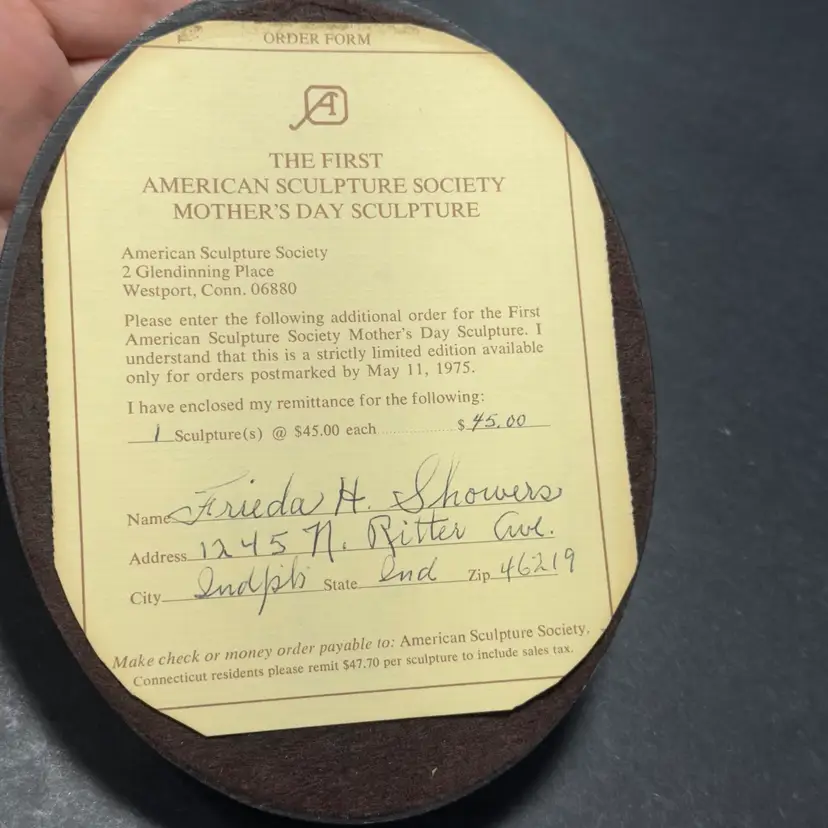 ORDER FORM
A
THE FIRST
AMERICAN SCULPTURE SOCIETY
MOTHER'S DAY SCULPTURE
American Sculpture Society
2 Glendinning Place
Westport, Conn. 06880
Please enter the following additional order for the First
American Sculpture Society Mother's Day Sculpture. I
understand that this is a strictly limited edition available
only for orders postmarked by May 11, 1975.
I have enclosed my remittance for the following:
1 Sculpture(s) @ $45.00 each $ 45.00
Name Frieda H. Showers
Address 1245 N. Ritter Ave.
City Indpls State Ind Zip 46219
Make check or money order payable to: American Sculpture Society.
Connecticut residents please remit $47.70 per sculpture to include sales tax.